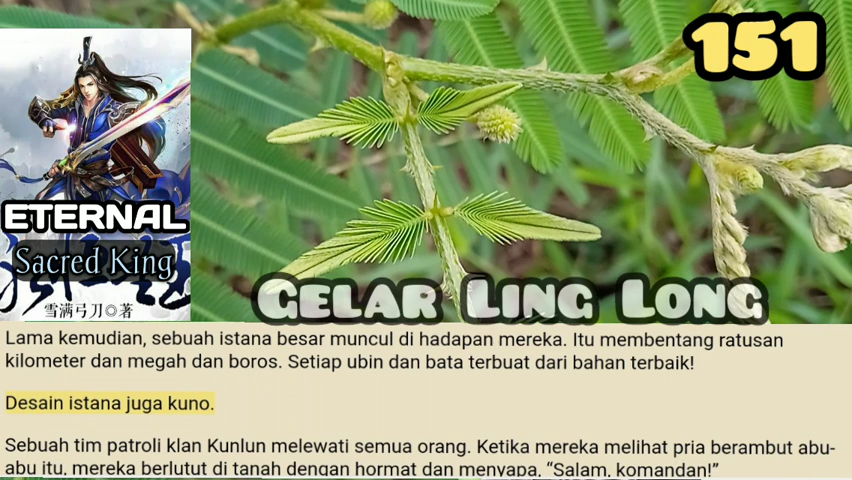 151
ETERNAL
Sacred King
雪满弓刀◎著
GELAR LING LONG
Lama kemudian, sebuah istana besar muncul di hadapan mereka. Itu membentang ratusan
kilometer dan megah dan boros. Setiap ubin dan bata terbuat dari bahan terbaik!
Desain istana juga kuno.
Sebuah tim patroli klan Kunlun melewati semua orang. Ketika mereka melihat pria berambut abu-
abu itu, mereka berlutut di tanah dengan hormat dan menyapa, “Salam, komandan!”